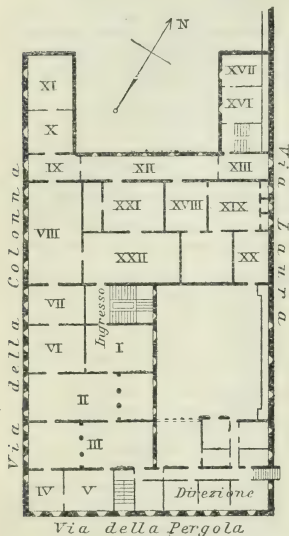 N
XI
XVII
X
XVI
IX
XII
XIII
VIII
XXI
XVIII
XIX
XXII
XX
VII
Ingresso
VI
I
II
III
IV
V
Direzione
Via della Colonna
Via Laura
Via della Pergola